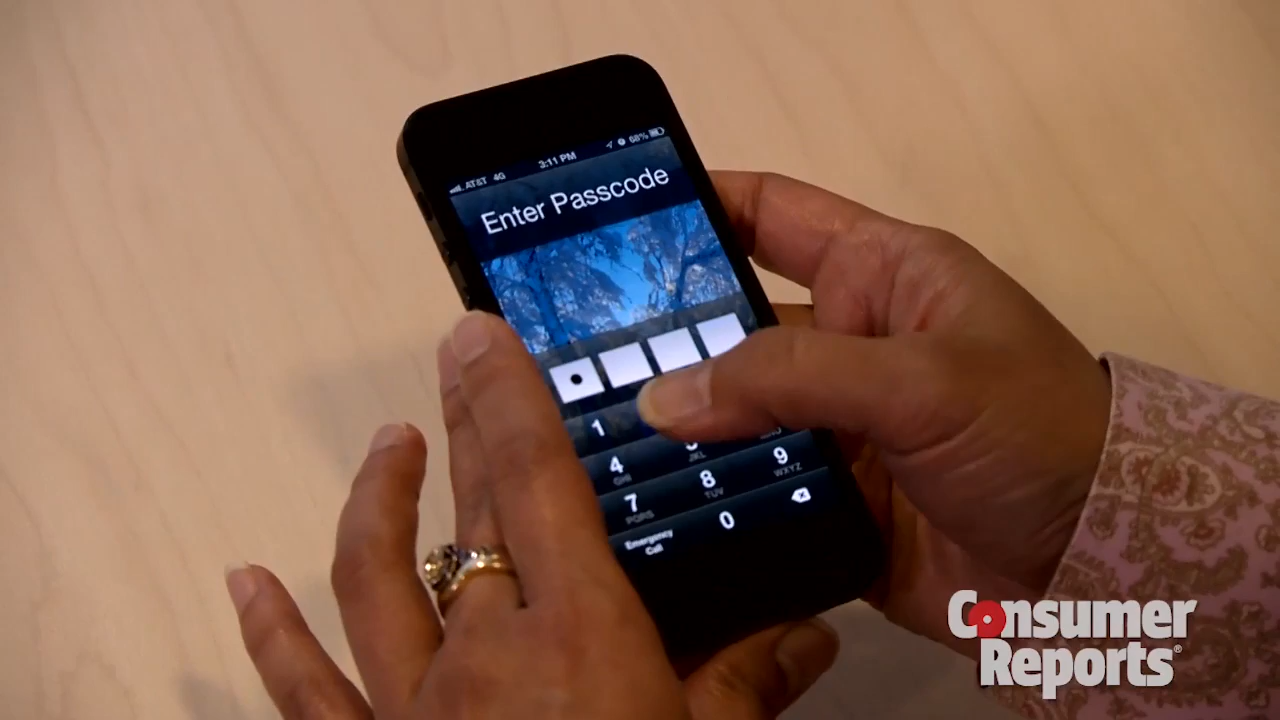 AT&T 4G 3:11 PM 68%
Enter Passcode
1
4 GHI JKL
7 PQRS 8 TUV 9 WXYZ
Emergency Call 0
Consumer
Reports®